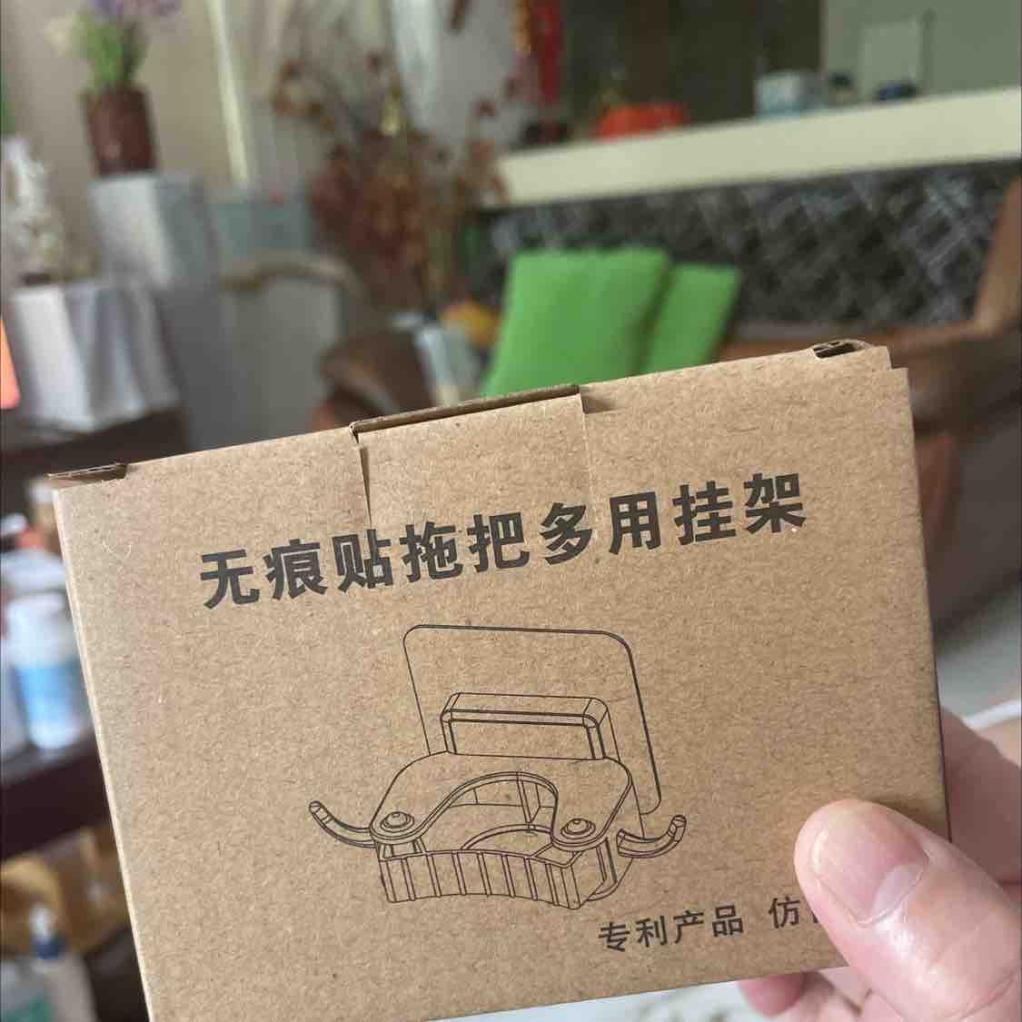 无痕贴拖把多用挂架
专利产品 仿